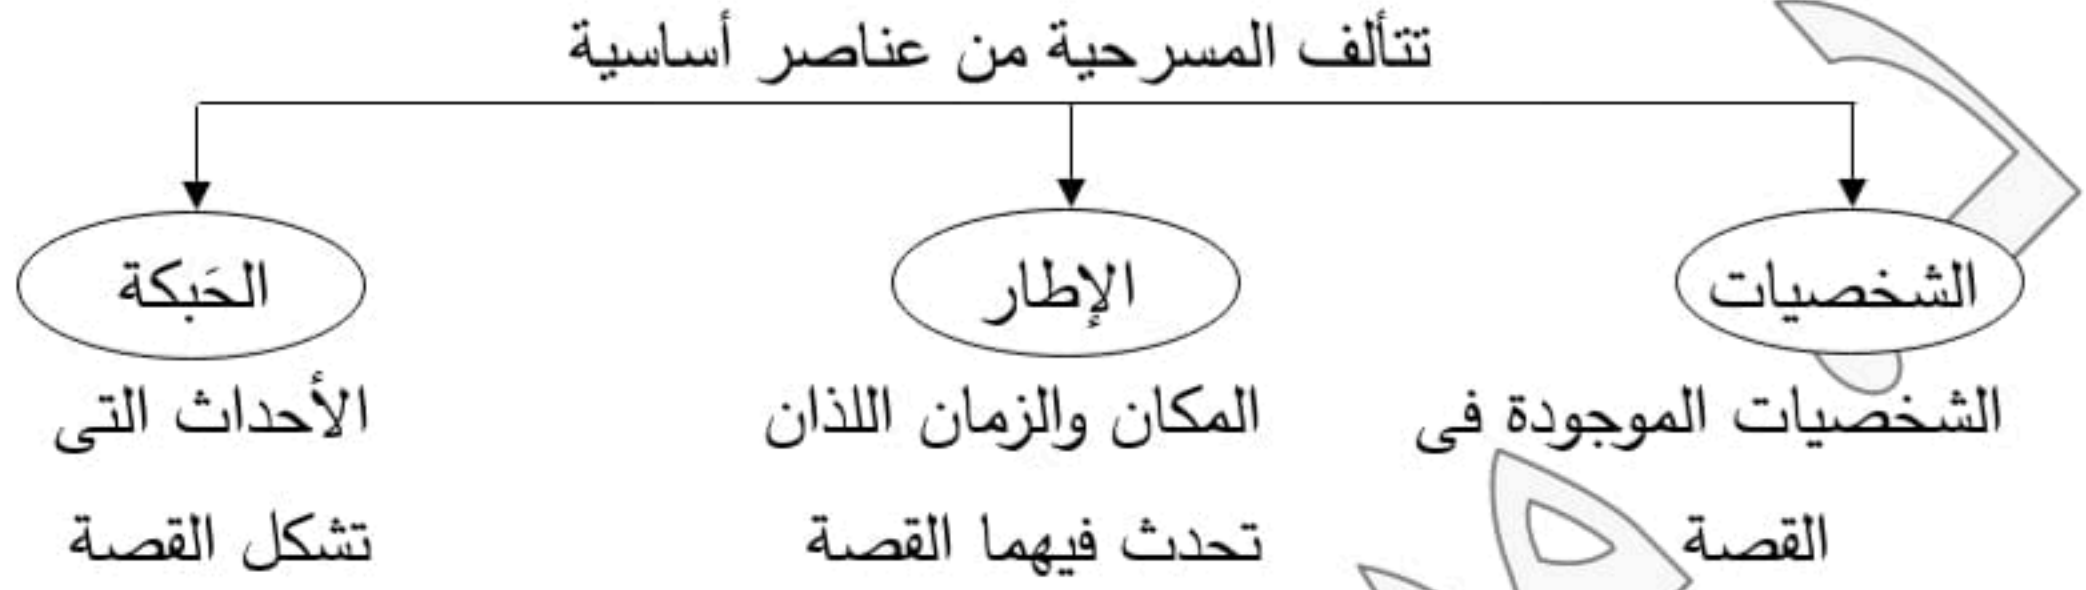 تتألف المسرحية من عناصر أساسية
الشخصيات
الإطار
الحَبكة
الشخصيات الموجودة فى
القصة
المكان والزمان اللذان
تحدث فيهما القصة
الأحداث التى
تشكل القصة